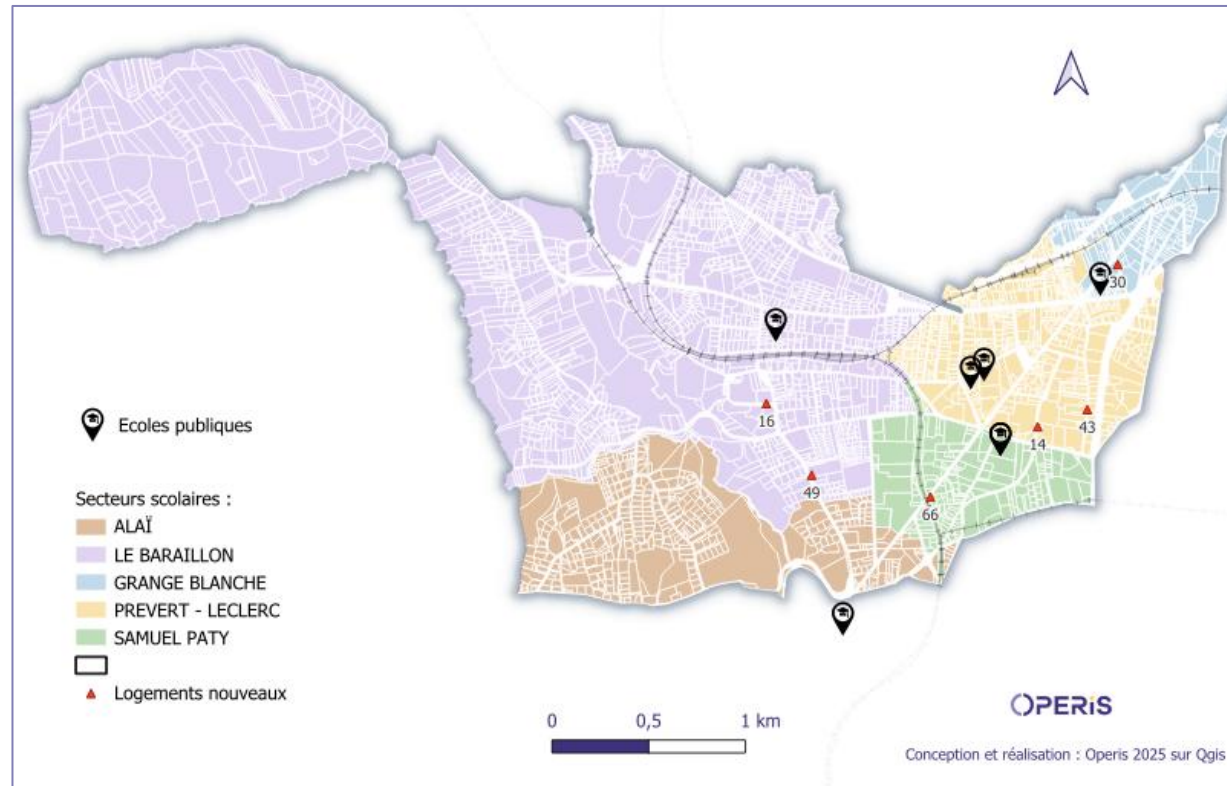 30
16
43
14
49
66
Ecoles publiques
Secteurs scolaires :
ALAÏ
LE BARAILLON
GRANGE BLANCHE
PREVERT - LECLERC
SAMUEL PATY
Logements nouveaux
0 0,5 1 km
OPERiS
Conception et réalisation : Operis 2025 sur Qgis